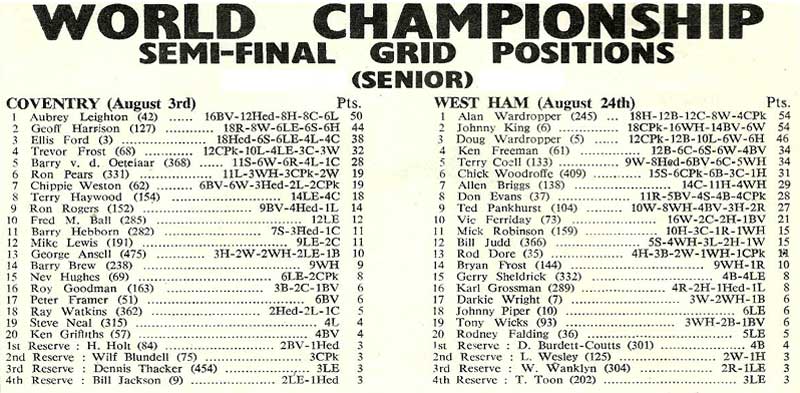 WORLD CHAMPIONSHIP
SEMI-FINAL GRID POSITIONS
(SENIOR)
COVENTRY (August 3rd) Pts.
1 Aubrey Leighton (42) ...... 16BV-12Hed-8H-8C-6L 50
2 Geoff Harrison (127) ............ 18R-8W-6LE-6S-6H 44
3 Ellis Ford (3) ............... 18Hed-6S-6LE-4L-4C 38
4 Trevor Frost (68) ......... 12CPk-10L-4LE-3C-3W 32
5 Barry v. d. Oeteiaar (368) ...... 11S-6W-6R-4L-1C 28
6 Ron Pears (331) .................. 11L-3WH-3CPk-2W 19
7 Chippie Weston (62) ...... 6BV-6W-3Hed-2L-2CPk 19
8 Terry Haywood (154) ........................ 14LE-4C 18
9 Ron Rogers (152) ..................... 9BV-4Hed-1L 14
10 Fred M. Ball (285) ........................... 12LE 12
11 Barry Hebborn (282) .................. 7S-3Hed-1C 11
12 Mike Lewis (191) ........................... 9LE-2C 11
13 George Ansell (475) ...... 3H-2W-2WH-2LE-1B 10
14 Barry Brew (238) ........................... 9WH 9
15 Nev Hughes (69) ..................... 6LE-2CPk 8
16 Roy Goodman (163) .................. 3B-2C-1BV 6
17 Peter Framer (51) ........................... 6BV 6
18 Ray Watkins (362) .................. 2Hed-2L-1C 5
19 Steve Neal (315) ........................... 4L 4
20 Ken Griffiths (57) ........................... 4BV 4
1st Reserve : H. Holt (84) .................. 2BV-1Hed 3
2nd Reserve : Wilf Blundell (75) ............... 3CPk 3
3rd Reserve : Dennis Thacker (454) ............ 3LE 3
4th Reserve : Bill Jackson (9) ............ 2LE-1Hed 3
WEST HAM (August 24th) Pts.
1 Alan Wardropper (245) ... 18H-12B-12C-8W-4CPk 54
2 Johnny King (6) ............ 18CPk-16WH-14BV-6W 54
3 Doug Wardropper (5) ...... 12CPk-12B-10L-6W-6H 46
4 Ken Freeman (61) ............ 12B-6C-6S-6W-4BV 34
5 Terry Coell (133) ............ 9W-8Hed-6BV-6C-5WH 34
6 Chick Woodroffe (409) ...... 15S-6CPk-6B-3C-1H 31
7 Allen Briggs (138) .................. 14C-11H-4WH 29
8 Don Evans (37) ............... 11R-5BV-4S-4B-4CPk 28
9 Ted Pankhurst (104) ......... 10W-8WH-4BV-3H-2R 27
10 Vic Ferriday (73) .................. 16W-2C-2H-1BV 21
11 Mick Robinson (159) ............ 10H-3C-1R-1WH 15
12 Bill Judd (366) ............... 5S-4WH-3L-2H-1W 15
13 Rod Dore (35) ............ 4H-3B-2W-1WH-1CPk 11
14 Bryan Frost (144) ........................ 9WH-1R 10
15 Gerry Sheldrick (332) .................. 4B-4LE 8
16 Karl Grossman (289) ............ 4R-2H-1Hed-1L 8
17 Darkie Wright (7) .................. 3W-2WH-1B 6
18 Johnny Piper (10) ........................... 6LE 6
19 Tony Wicks (93) ..................... 3WH-2B-1BV 6
20 Rodney Falding (36) ........................ 5LE 5
1st Reserve : D. Burdett-Coutts (301) ............ 4B 4
2nd Reserve : L. Wesley (125) ............... 2W-1H 3
3rd Reserve : W. Wanklyn (304) ............ 2R-1LE 3
4th Reserve : T. Toon (202) .................. 3LE 3